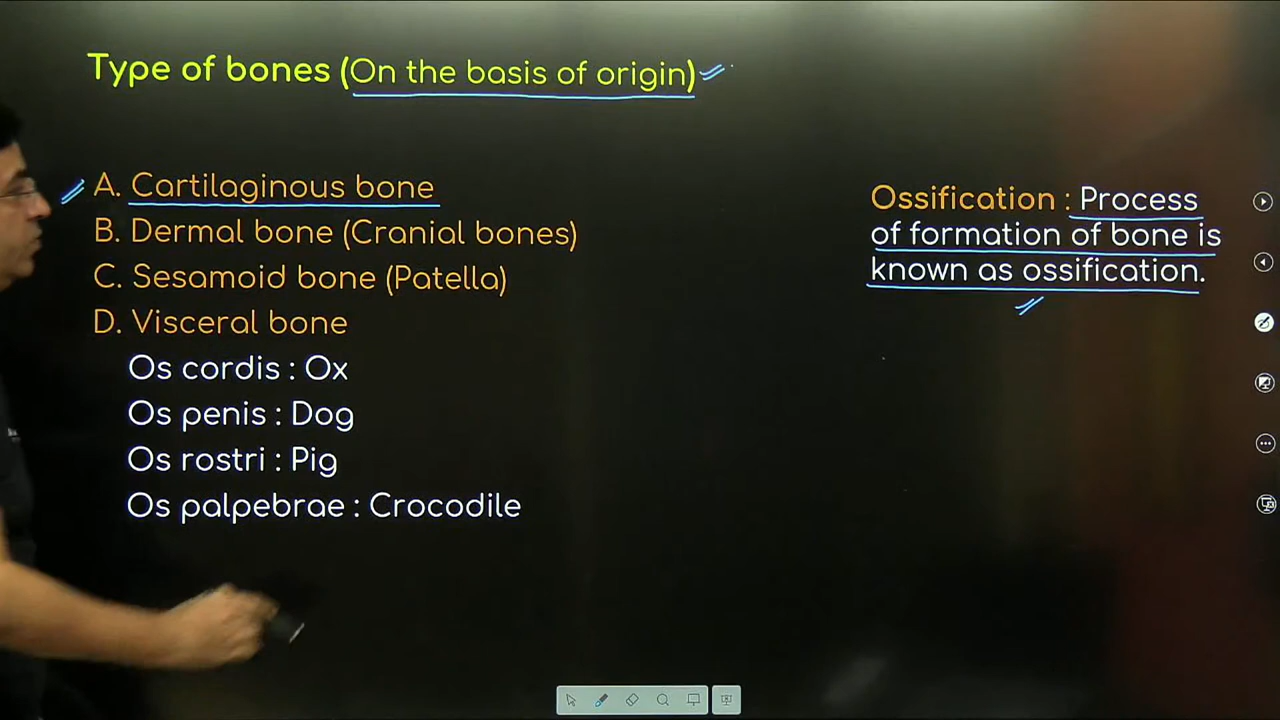 Type of bones (On the basis of origin)
A. Cartilaginous bone
B. Dermal bone (Cranial bones)
C. Sesamoid bone (Patella)
D. Visceral bone
Os cordis : Ox
Os penis : Dog
Os rostri : Pig
Os palpebrae : Crocodile
Ossification : Process
of formation of bone is
known as ossification.